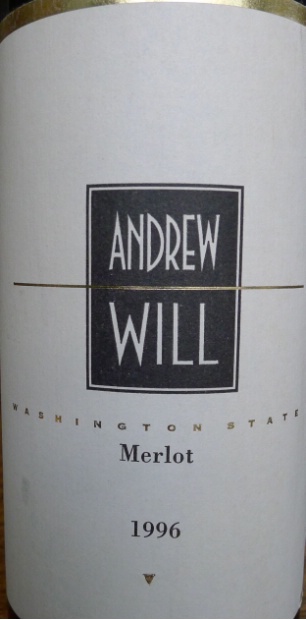 ANDREW
WILL
WASHINGTON STATE
Merlot
1996